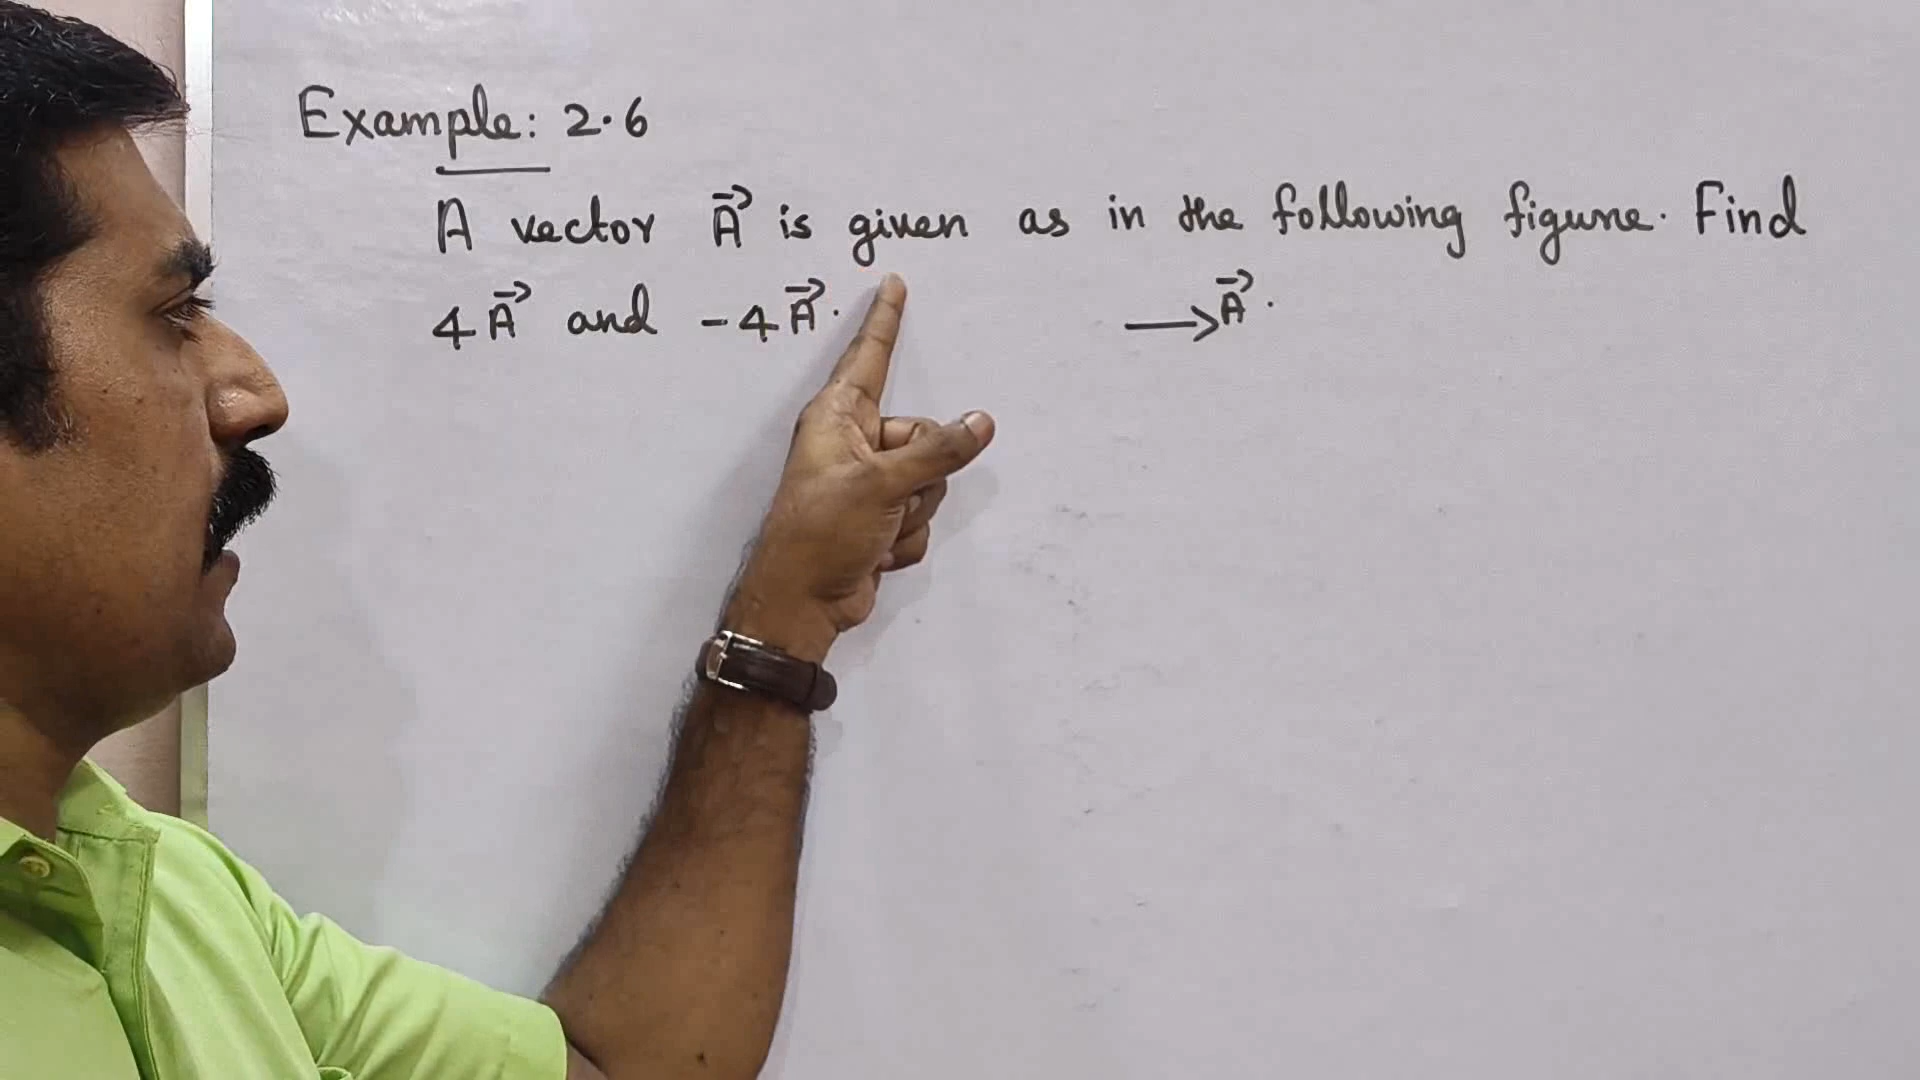 Example: 2.6
A vector A⃗ is given as in the following figure. Find
4A⃗ and -4A⃗. ⟶A⃗.